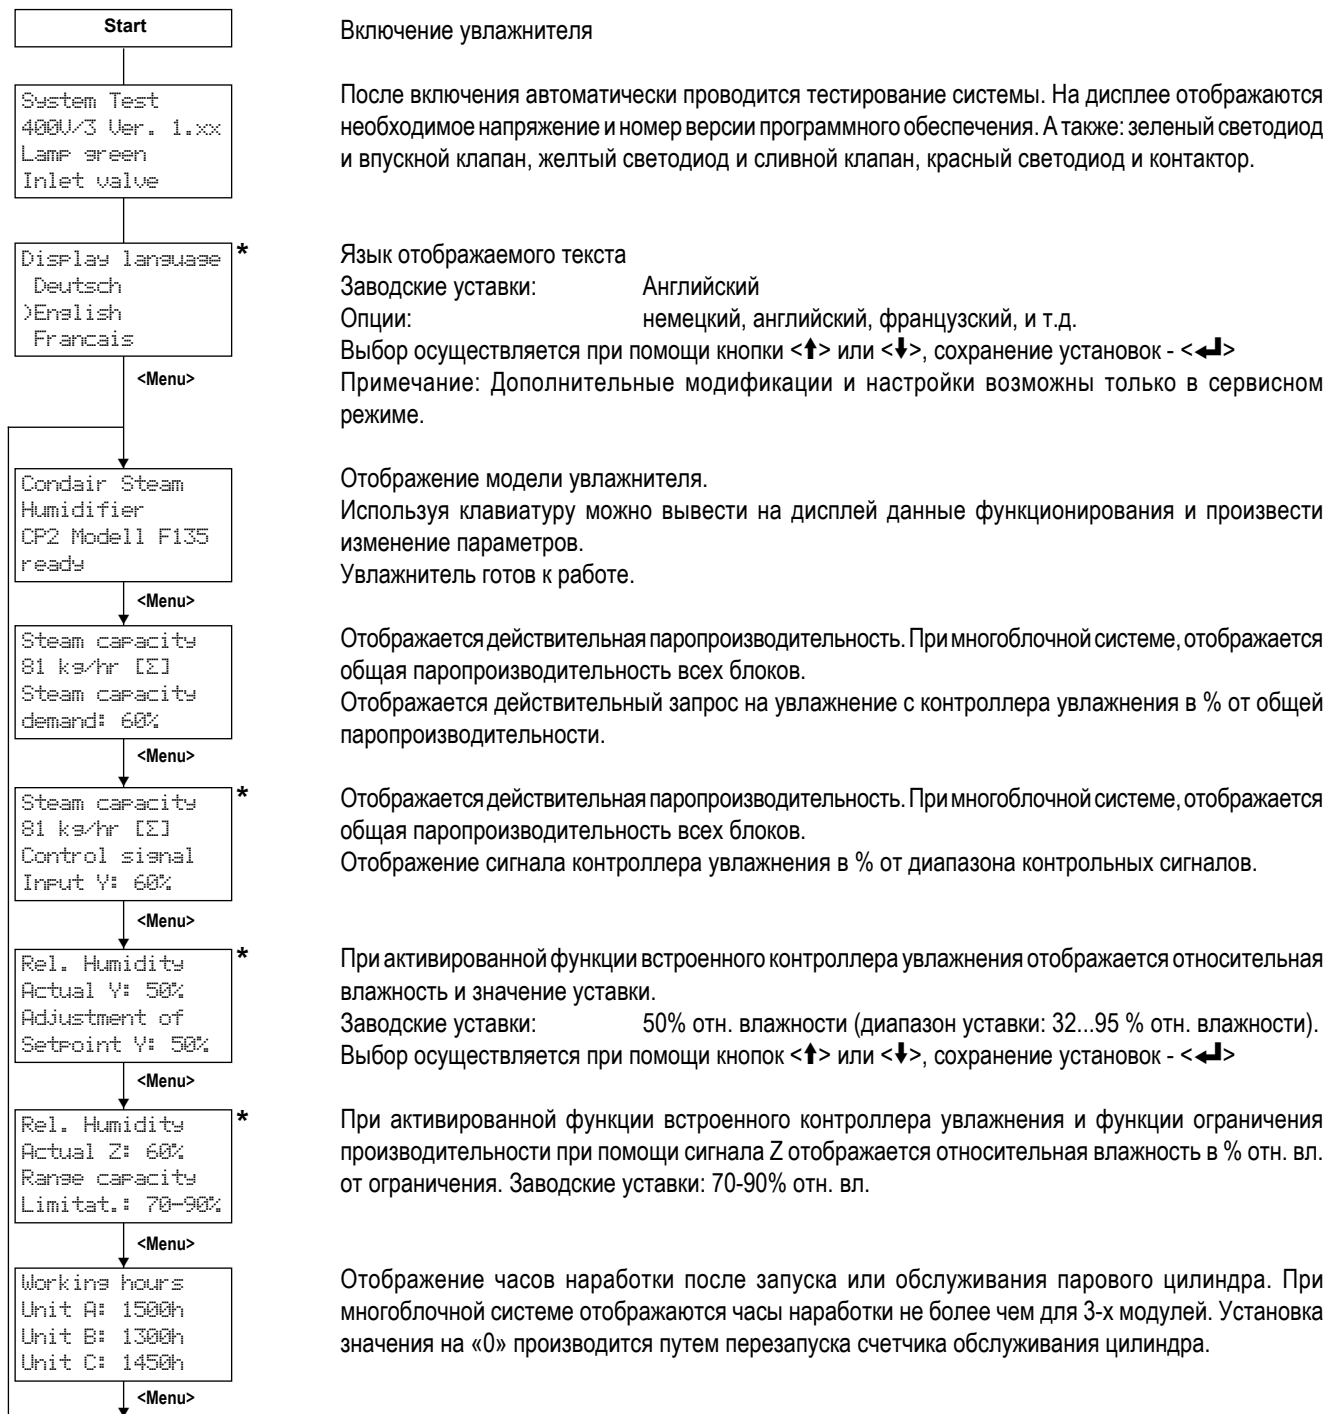 Start
Включение увлажнителя
System Test
400V/3 Ver. 1.xx
Lamp green
Inlet valve
После включения автоматически проводится тестирование системы. На дисплее отображаются
необходимое напряжение и номер версии программного обеспечения. А также: зеленый светодиод
и впускной клапан, желтый светодиод и сливной клапан, красный светодиод и контактор.
Display language *
Deutsch
>English
Francais
<Menu>
Язык отображаемого текста
Заводские уставки: Английский
Опции: немецкий, английский, французский, и т.д.
Выбор осуществляется при помощи кнопки <⬆> или <⬇>, сохранение установок - <↵>
Примечание: Дополнительные модификации и настройки возможны только в сервисном
режиме.
Condair Steam
Humidifier
CP2 Modell F135
ready
<Menu>
Отображение модели увлажнителя.
Используя клавиатуру можно вывести на дисплей данные функционирования и произвести
изменение параметров.
Увлажнитель готов к работе.
Steam capacity
81 kg/hr [Σ]
Steam capacity
demand: 60%
<Menu>
Отображается действительная паропроизводительность. При многоблочной системе, отображается
общая паропроизводительность всех блоков.
Отображается действительный запрос на увлажнение с контроллера увлажнения в % от общей
паропроизводительности.
Steam capacity *
81 kg/hr [Σ]
Control signal
Input Y: 60%
<Menu>
Отображается действительная паропроизводительность. При многоблочной системе, отображается
общая паропроизводительность всех блоков.
Отображение сигнала контроллера увлажнения в % от диапазона контрольных сигналов.
Rel. Humidity *
Actual Y: 50%
Adjustment of
Setpoint Y: 50%
<Menu>
При активированной функции встроенного контроллера увлажнения отображается относительная
влажность и значение уставки.
Заводские уставки: 50% отн. влажности (диапазон уставки: 32...95 % отн. влажности).
Выбор осуществляется при помощи кнопок <⬆> или <⬇>, сохранение установок - <↵>
Rel. Humidity *
Actual Z: 60%
Range capacity
Limitat.: 70-90%
<Menu>
При активированной функции встроенного контроллера увлажнения и функции ограничения
производительности при помощи сигнала Z отображается относительная влажность в % отн. вл.
от ограничения. Заводские уставки: 70-90% отн. вл.
Working hours
Unit A: 1500h
Unit B: 1300h
Unit C: 1450h
<Menu>
Отображение часов наработки после запуска или обслуживания парового цилиндра. При
многоблочной системе отображаются часы наработки не более чем для 3-х модулей. Установка
значения на «0» производится путем перезапуска счетчика обслуживания цилиндра.